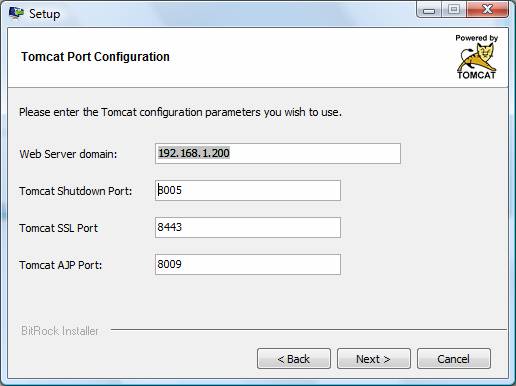 Setup
Tomcat Port Configuration
Powered by
TOMCAT
Please enter the Tomcat configuration parameters you wish to use.
Web Server domain: 192.168.1.200
Tomcat Shutdown Port: 8005
Tomcat SSL Port 8443
Tomcat AJP Port: 8009
BitRock Installer
< Back Next > Cancel